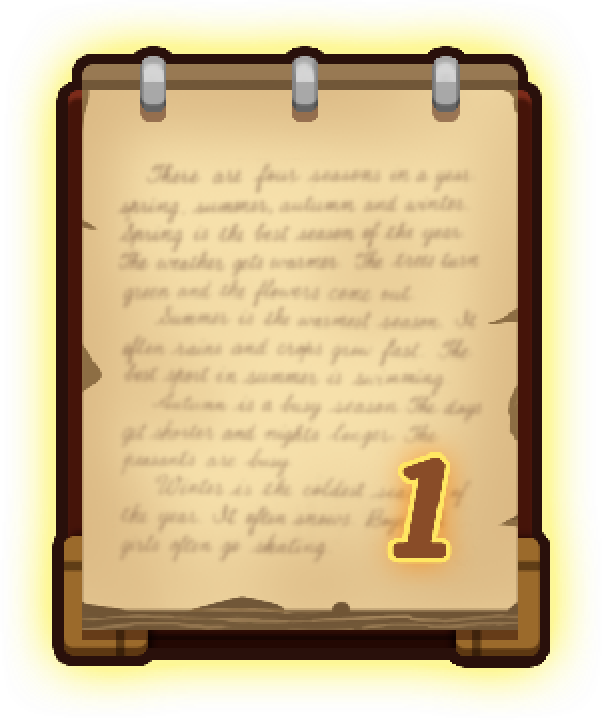 There are four seasons in a year
spring, summer, autumn and winter.
Spring is the best season of the year.
The weather gets warmer. The trees turn
green and the flowers come out.
Summer is the warmest season. It
often rains and crops grow fast. The
best sport in summer is swimming.
Autumn is a busy season. The days
get shorter and nights longer. The
peasants are busy.
Winter is the coldest of
the year. It often snows.
girls often go skating.
1